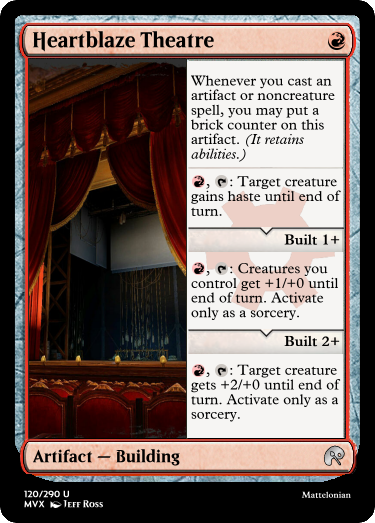 Heartblaze Theatre
Whenever you cast an
artifact or noncreature
spell, you may put a
brick counter on this
artifact. (It retains
abilities.)
, : Target creature
gains haste until end of
turn.
Built 1+
, : Creatures you
control get +1/+0 until
end of turn. Activate
only as a sorcery.
Built 2+
, : Target creature
gets +2/+0 until end of
turn. Activate only as a
sorcery.
Artifact — Building
120/290 U
MVX Jeff Ross
Mattelonian